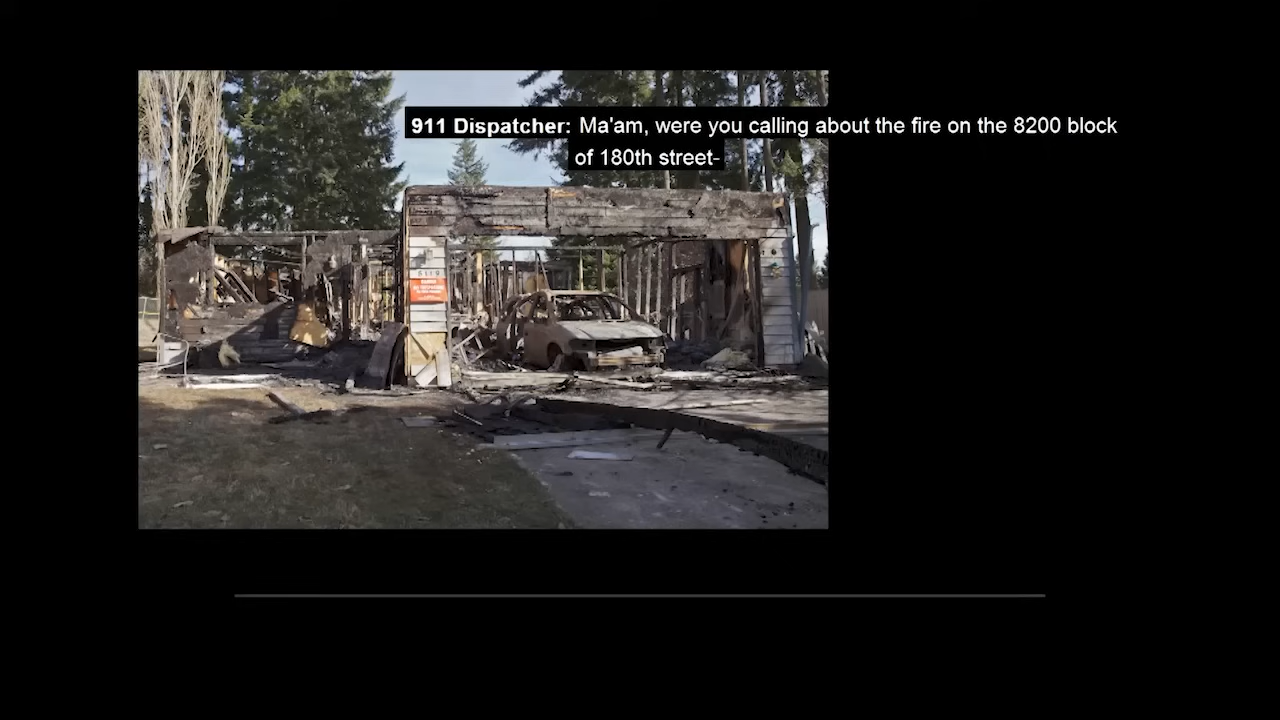 911 Dispatcher: Ma'am, were you calling about the fire on the 8200 block
of 180th street-